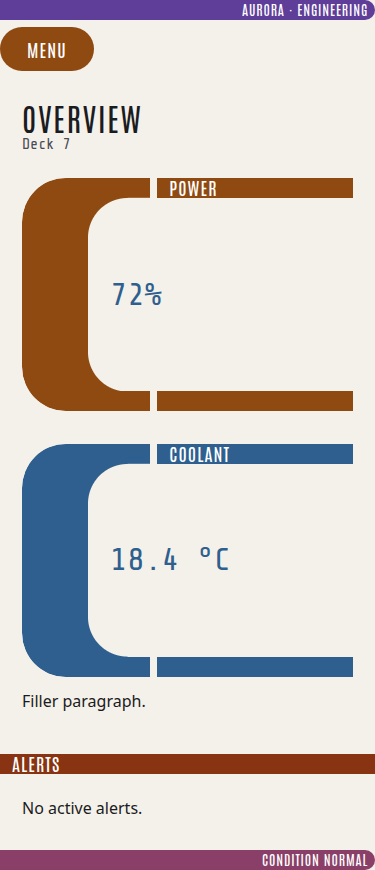 AURORA · ENGINEERING
MENU
OVERVIEW
Deck 7
POWER
72%
COOLANT
18.4 °C
Filler paragraph.
ALERTS
No active alerts.
CONDITION NORMAL